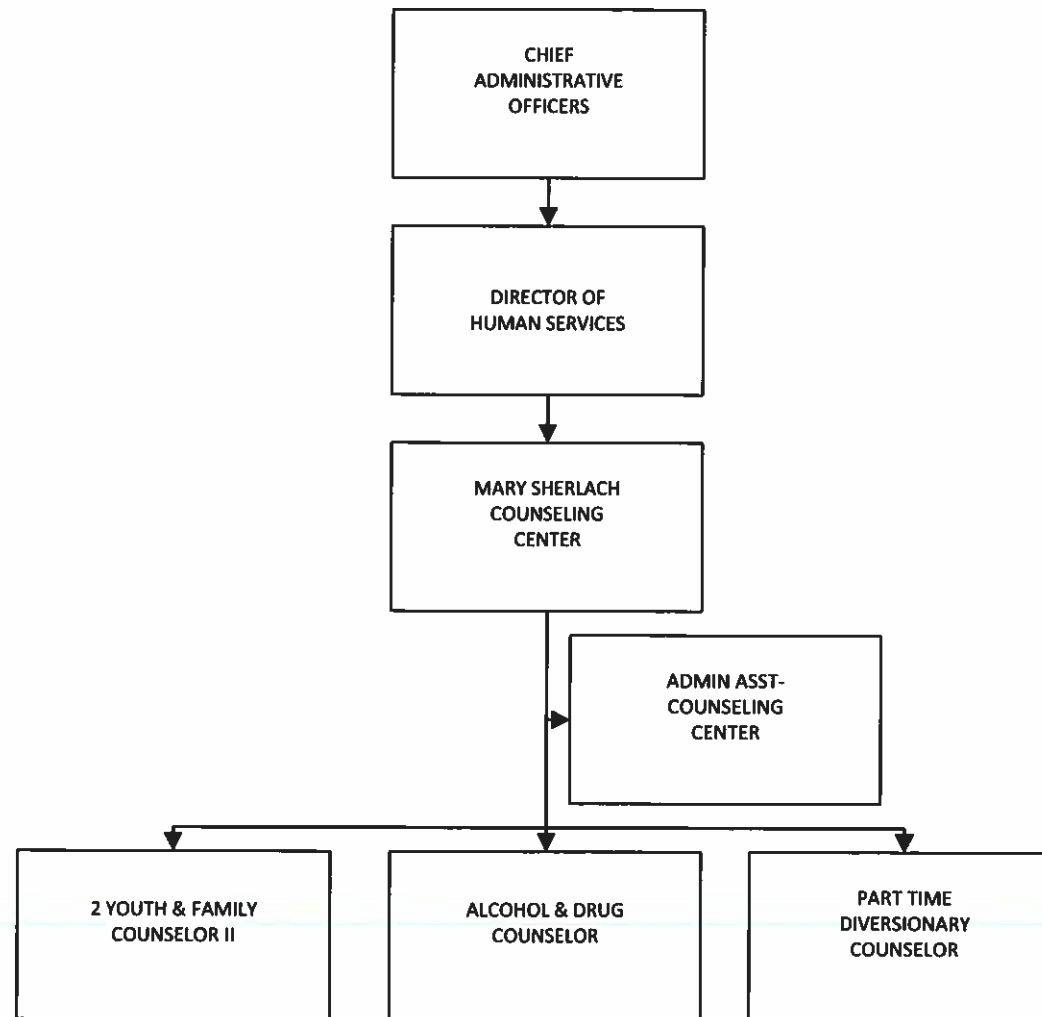 CHIEF
ADMINISTRATIVE
OFFICERS
DIRECTOR OF
HUMAN SERVICES
MARY SHERLACH
COUNSELING
CENTER
ADMIN ASST-
COUNSELING
CENTER
2 YOUTH & FAMILY
COUNSELOR II
ALCOHOL & DRUG
COUNSELOR
PART TIME
DIVERSIONARY
COUNSELOR